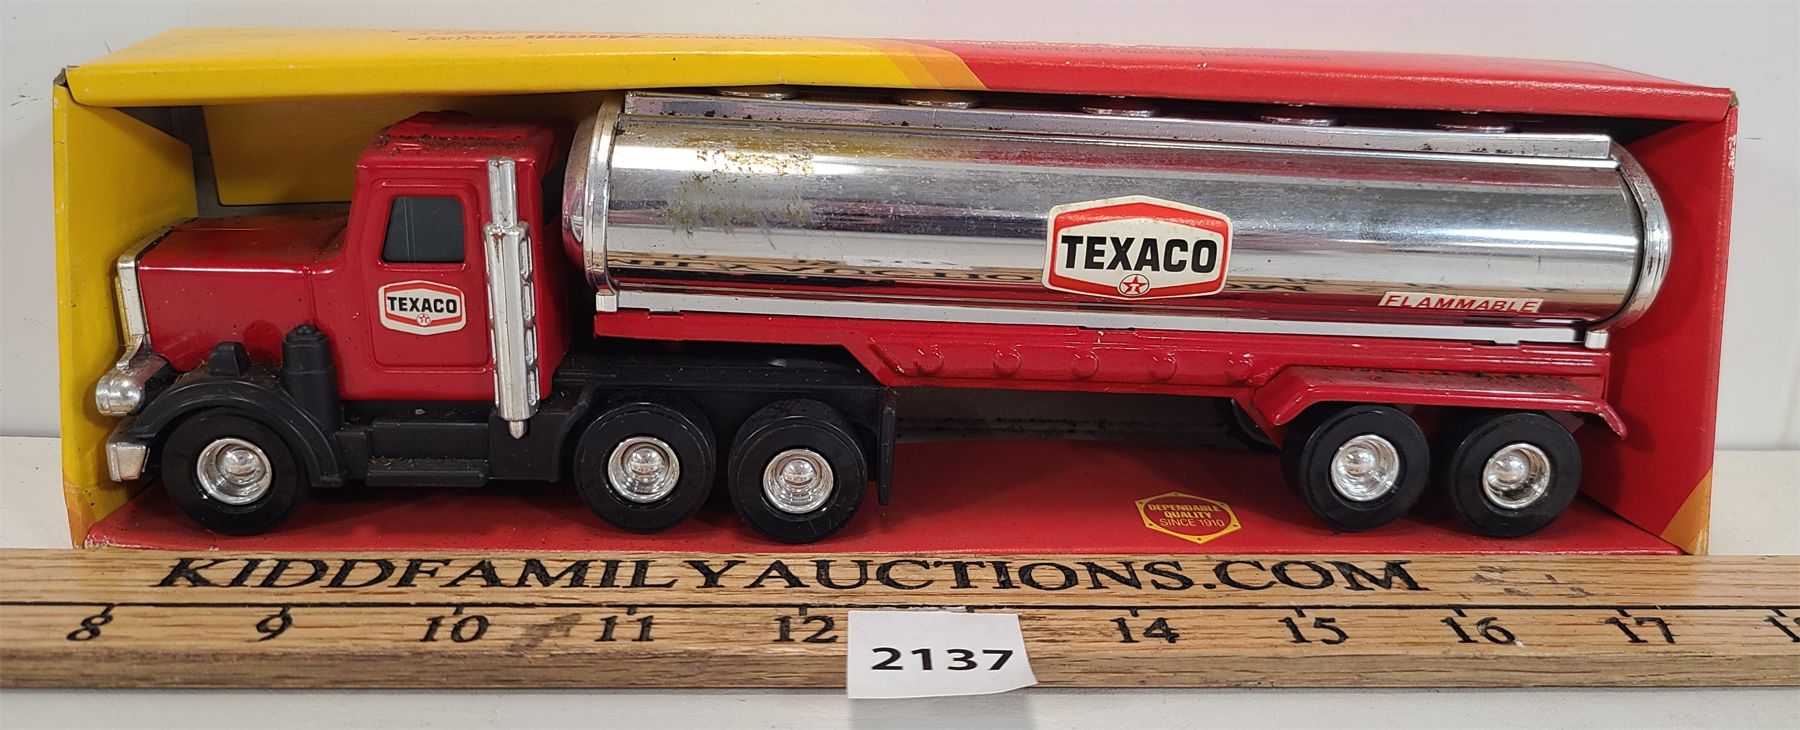 famous
TEXACO
TEXACO
FLAMMABLE
DEPENDABLE
QUALITY
SINCE 1910
KIDDFAMILYAUCTIONS.COM
8 9 10 11 12 14 15 16 17
2137